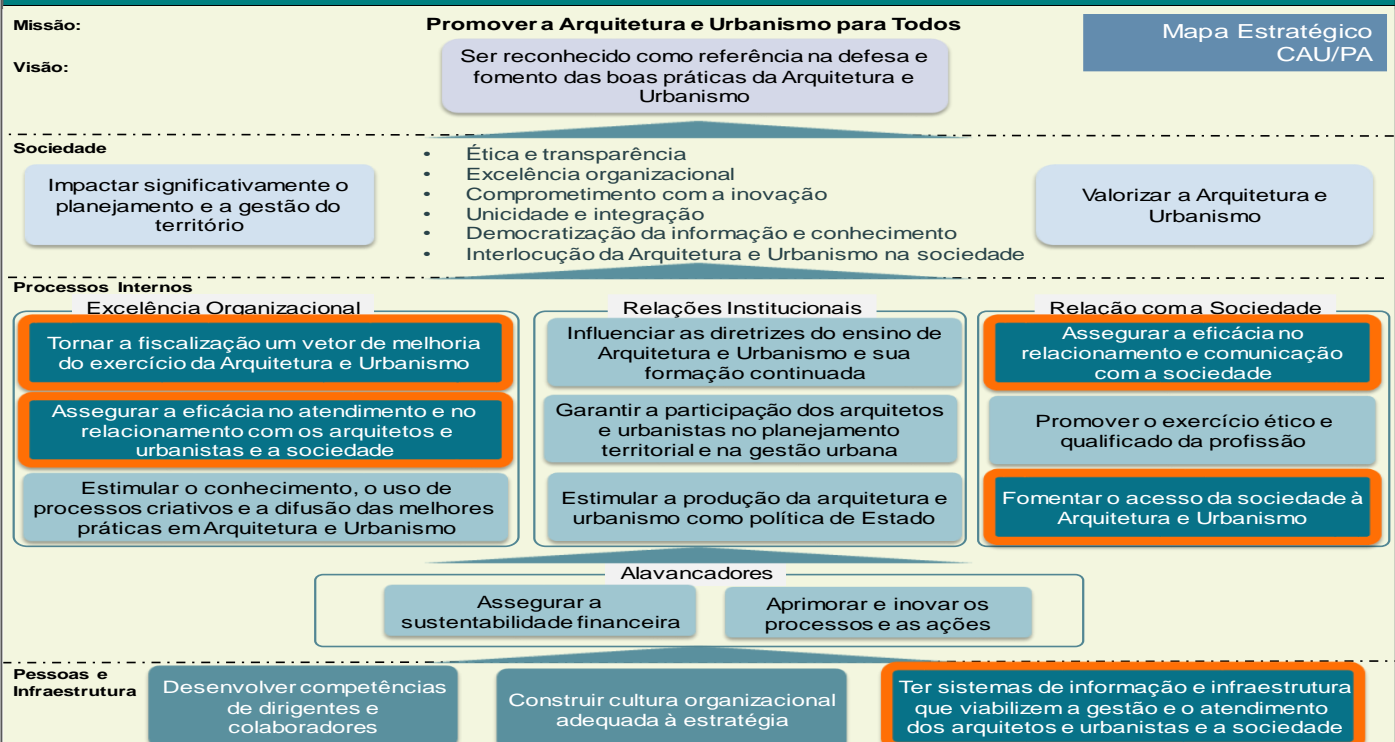 Missão:
Promover a Arquitetura e Urbanismo para Todos
Mapa Estratégico
CAU/PA
Visão:
Ser reconhecido como referência na defesa e
fomento das boas práticas da Arquitetura e
Urbanismo
Sociedade
Impactar significativamente o
planejamento e a gestão do
território
• Ética e transparência
• Excelência organizacional
• Comprometimento com a inovação
• Unicidade e integração
• Democratização da informação e conhecimento
• Interlocução da Arquitetura e Urbanismo na sociedade
Valorizar a Arquitetura e
Urbanismo
Processos Internos
Excelência Organizacional
Tornar a fiscalização um vetor de melhoria
do exercício da Arquitetura e Urbanismo
Assegurar a eficácia no atendimento e no
relacionamento com os arquitetos e
urbanistas e a sociedade
Estimular o conhecimento, o uso de
processos criativos e a difusão das melhores
práticas em Arquitetura e Urbanismo
Relações Institucionais
Influenciar as diretrizes do ensino de
Arquitetura e Urbanismo e sua
formação continuada
Garantir a participação dos arquitetos
e urbanistas no planejamento
territorial e na gestão urbana
Estimular a produção da arquitetura e
urbanismo como política de Estado
Relação com a Sociedade
Assegurar a eficácia no
relacionamento e comunicação
com a sociedade
Promover o exercício ético e
qualificado da profissão
Fomentar o acesso da sociedade à
Arquitetura e Urbanismo
Alavancadores
Assegurar a
sustentabilidade financeira
Aprimorar e inovar os
processos e as ações
Pessoas e
Infraestrutura
Desenvolver competências
de dirigentes e
colaboradores
Construir cultura organizacional
adequada à estratégia
Ter sistemas de informação e infraestrutura
que viabilizem a gestão e o atendimento
dos arquitetos e urbanistas e a sociedade